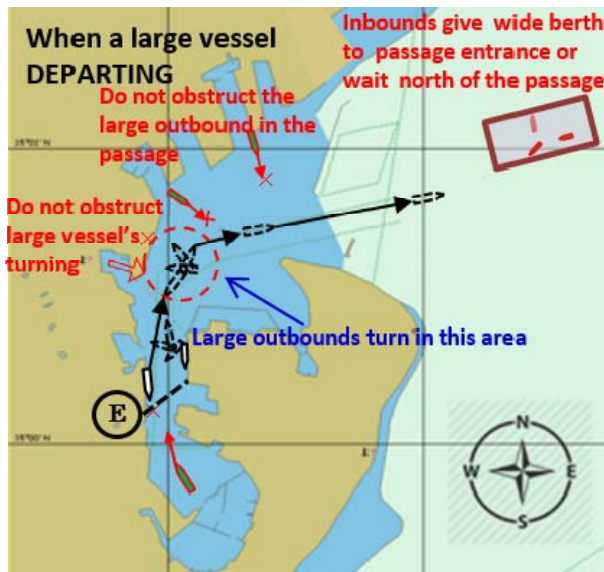 When a large vessel
DEPARTING
Inbounds give wide berth
to passage entrance or
wait north of the passage
Do not obstruct the
large outbound in the
passage
Do not obstruct
large vessel's
turning
Large outbounds turn in this area
E
35°00' N
N
W
E
S